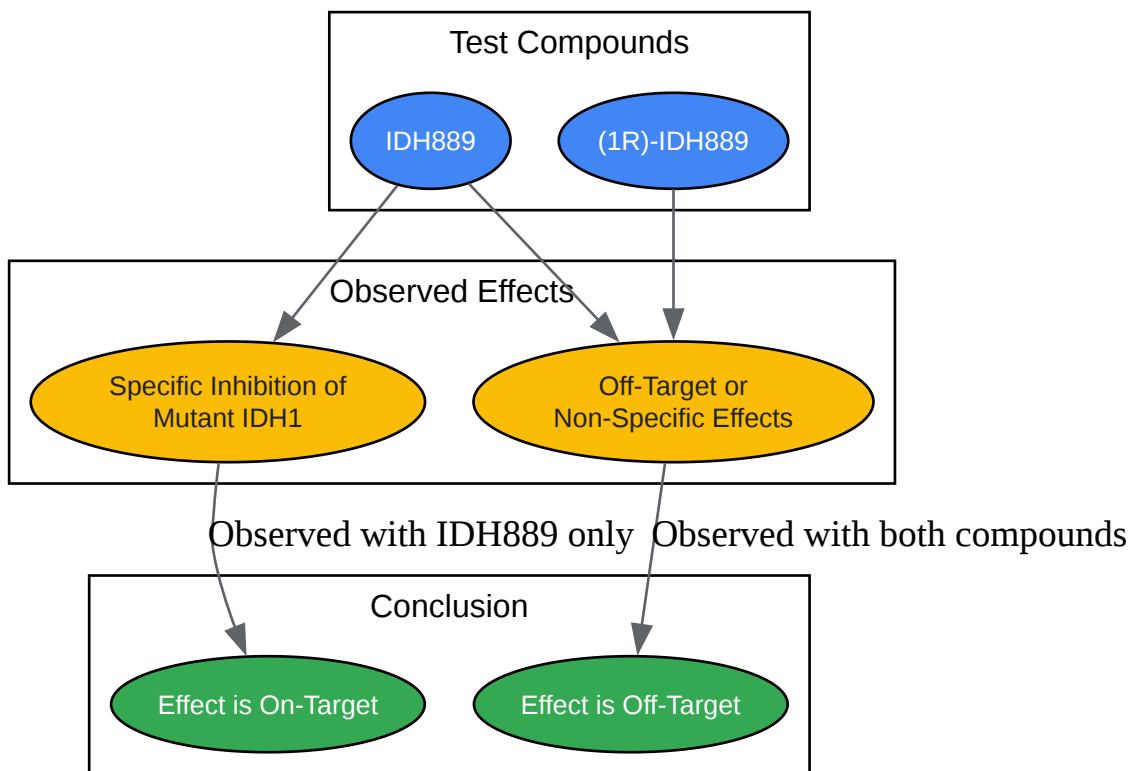 Test Compounds
IDH889
(1R)-IDH889
Observed Effects
Specific Inhibition of
Mutant IDH1
Off-Target or
Non-Specific Effects
Observed with IDH889 only
Observed with both compounds
Conclusion
Effect is On-Target
Effect is Off-Target